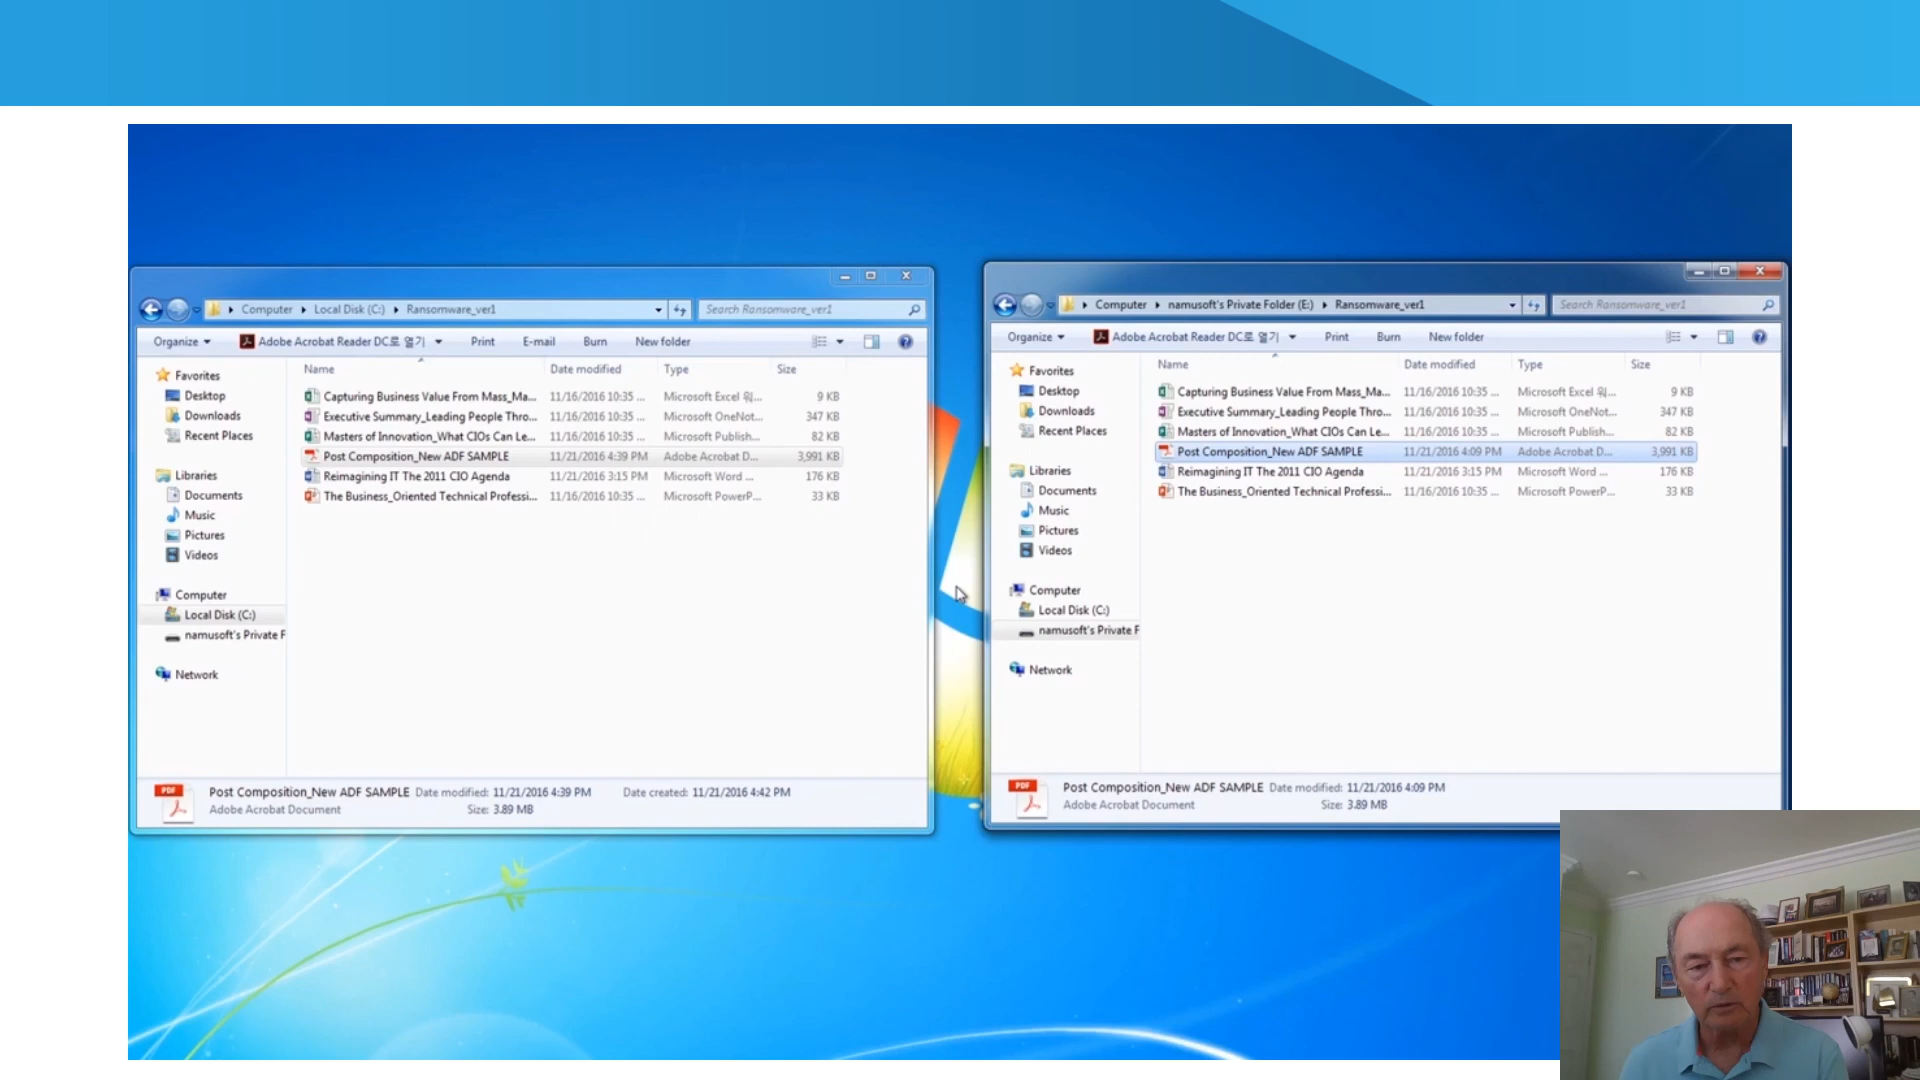 Computer Local Disk (C:) Ransomware_ver1 Search Ransomware_ver1
Organize Adobe Acrobat Reader DC로 열기 Print E-mail Burn New folder
Name Date modified Type Size
Favorites
Desktop
Downloads
Recent Places
Libraries
Documents
Music
Pictures
Videos
Computer
Local Disk (C:)
namusoft's Private F
Network
Capturing Business Value From Mass_Ma... 11/16/2016 10:35 ... Microsoft Excel 워... 9 KB
Executive Summary_Leading People Thro... 11/16/2016 10:35 ... Microsoft OneNot... 347 KB
Masters of Innovation_What CIOs Can Le... 11/16/2016 10:35 ... Microsoft Publish... 82 KB
Post Composition_New ADF SAMPLE 11/21/2016 4:39 PM Adobe Acrobat D... 3,991 KB
Reimagining IT The 2011 CIO Agenda 11/21/2016 3:15 PM Microsoft Word ... 176 KB
The Business_Oriented Technical Professi... 11/16/2016 10:35 ... Microsoft PowerP... 33 KB
PDF
Post Composition_New ADF SAMPLE Date modified: 11/21/2016 4:39 PM Date created: 11/21/2016 4:42 PM
Adobe Acrobat Document Size: 3.89 MB
Computer namusoft's Private Folder (E:) Ransomware_ver1 Search Ransomware_ver1
Organize Adobe Acrobat Reader DC로 열기 Print Burn New folder
Name Date modified Type Size
Favorites
Desktop
Downloads
Recent Places
Libraries
Documents
Music
Pictures
Videos
Computer
Local Disk (C:)
namusoft's Private F
Network
Capturing Business Value From Mass_Ma... 11/16/2016 10:35 ... Microsoft Excel 워... 9 KB
Executive Summary_Leading People Thro... 11/16/2016 10:35 ... Microsoft OneNot... 347 KB
Masters of Innovation_What CIOs Can Le... 11/16/2016 10:35 ... Microsoft Publish... 82 KB
Post Composition_New ADF SAMPLE 11/21/2016 4:09 PM Adobe Acrobat D... 3,991 KB
Reimagining IT The 2011 CIO Agenda 11/21/2016 3:15 PM Microsoft Word ... 176 KB
The Business_Oriented Technical Professi... 11/16/2016 10:35 ... Microsoft PowerP... 33 KB
PDF
Post Composition_New ADF SAMPLE Date modified: 11/21/2016 4:09 PM
Adobe Acrobat Document Size: 3.89 MB